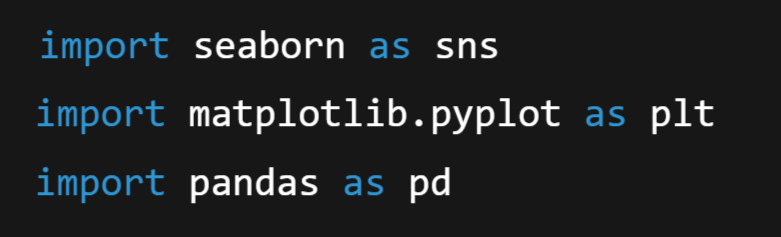 import seaborn as sns
import matplotlib.pyplot as plt
import pandas as pd